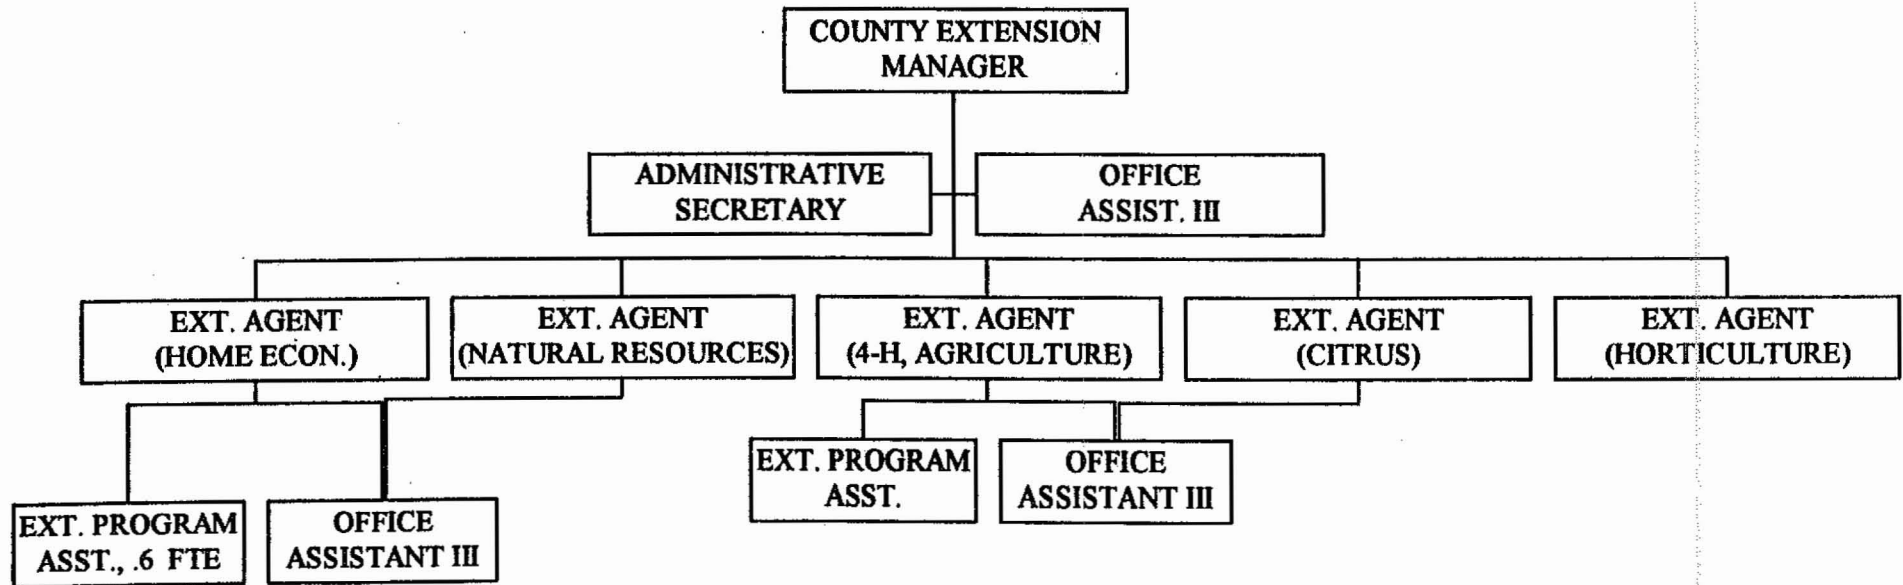 COUNTY EXTENSION
MANAGER
ADMINISTRATIVE
SECRETARY
OFFICE
ASSIST. III
EXT. AGENT
(HOME ECON.)
EXT. AGENT
(NATURAL RESOURCES)
EXT. AGENT
(4-H, AGRICULTURE)
EXT. AGENT
(CITRUS)
EXT. AGENT
(HORTICULTURE)
EXT. PROGRAM
ASST., .6 FTE
OFFICE
ASSISTANT III
EXT. PROGRAM
ASST.
OFFICE
ASSISTANT III